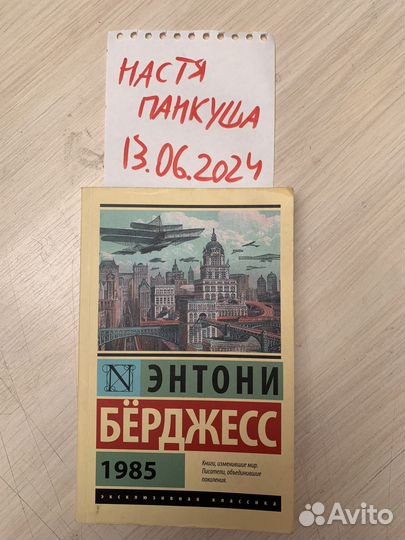 НАСТЯ
ПАНКУША
13.06.2024
N
ЭНТОНИ
БЁРДЖЕСС
1985
Книги, изменившие мир.
Писатели, объединившие
поколения.
ЭКСКЛЮЗИВНАЯ КЛАССИКА
Avito